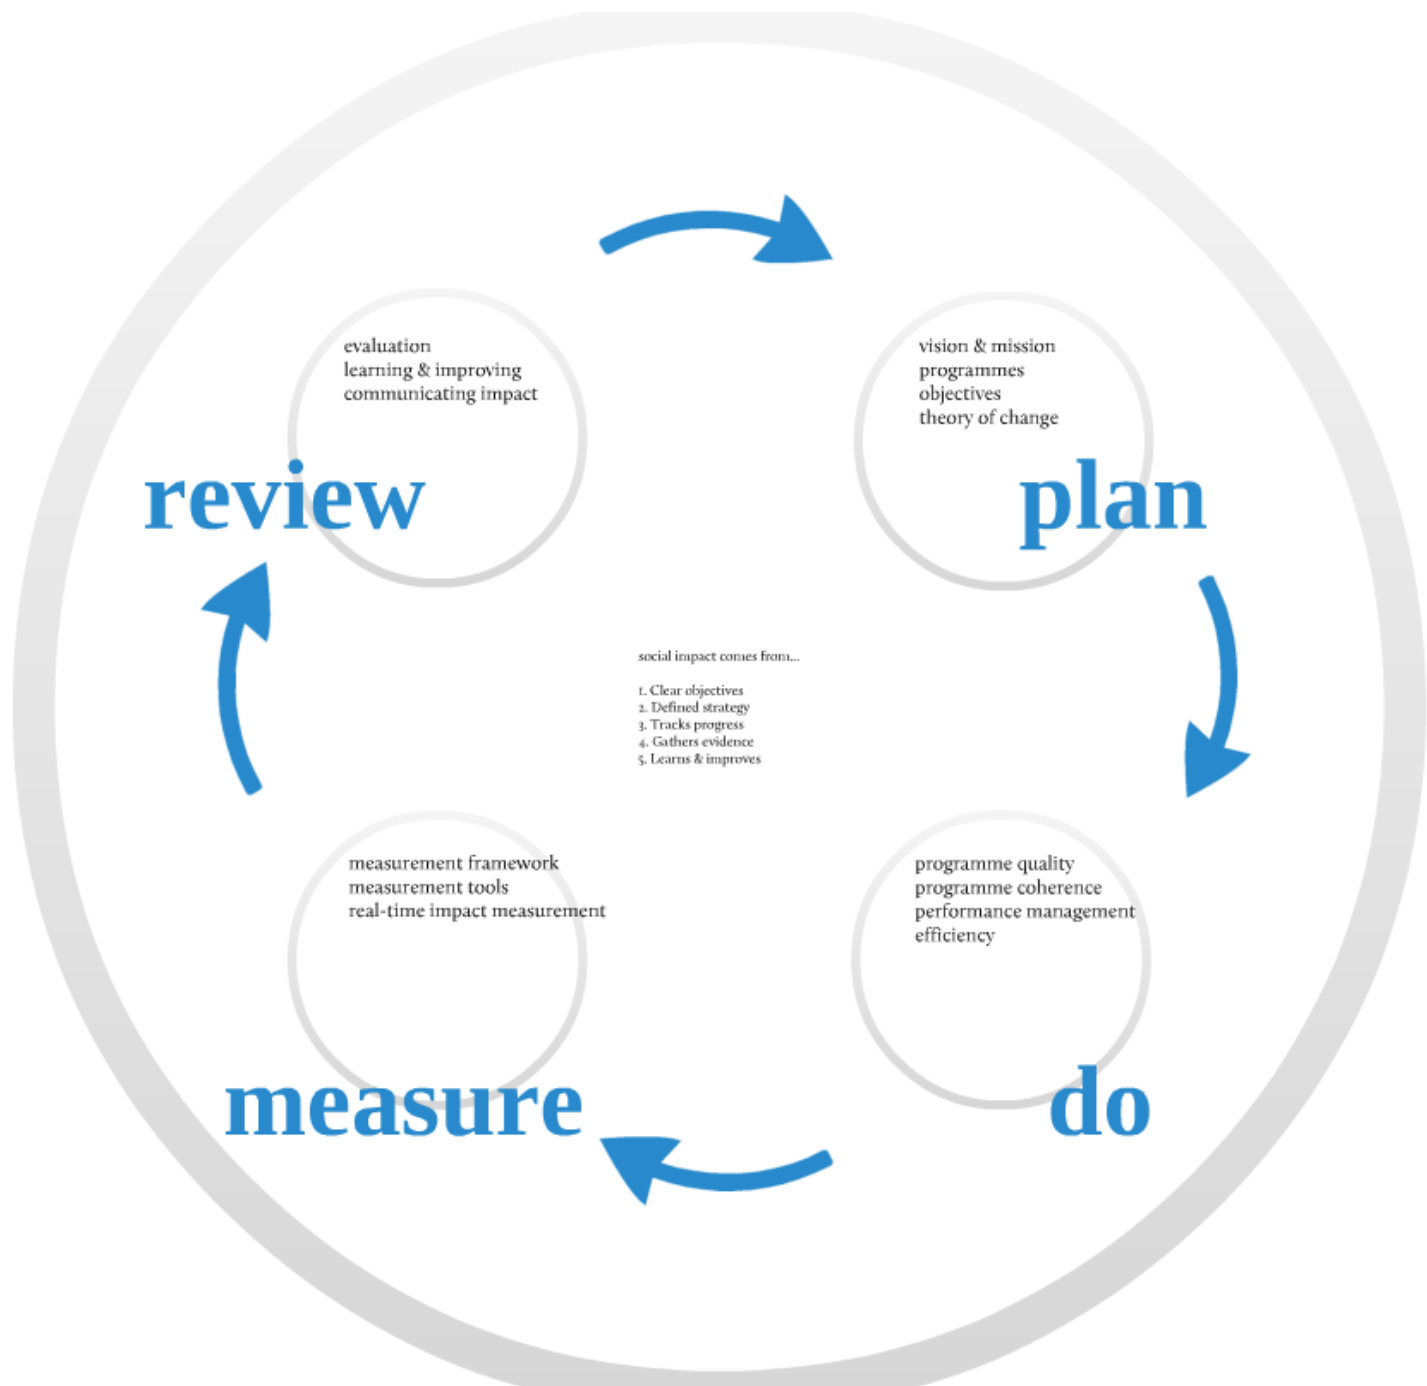 evaluation
learning & improving
communicating impact
review
vision & mission
programmes
objectives
theory of change
plan
social impact comes from...
1. Clear objectives
2. Defined strategy
3. Tracks progress
4. Gathers evidence
5. Learns & improves
measurement framework
measurement tools
real-time impact measurement
measure
programme quality
programme coherence
performance management
efficiency
do